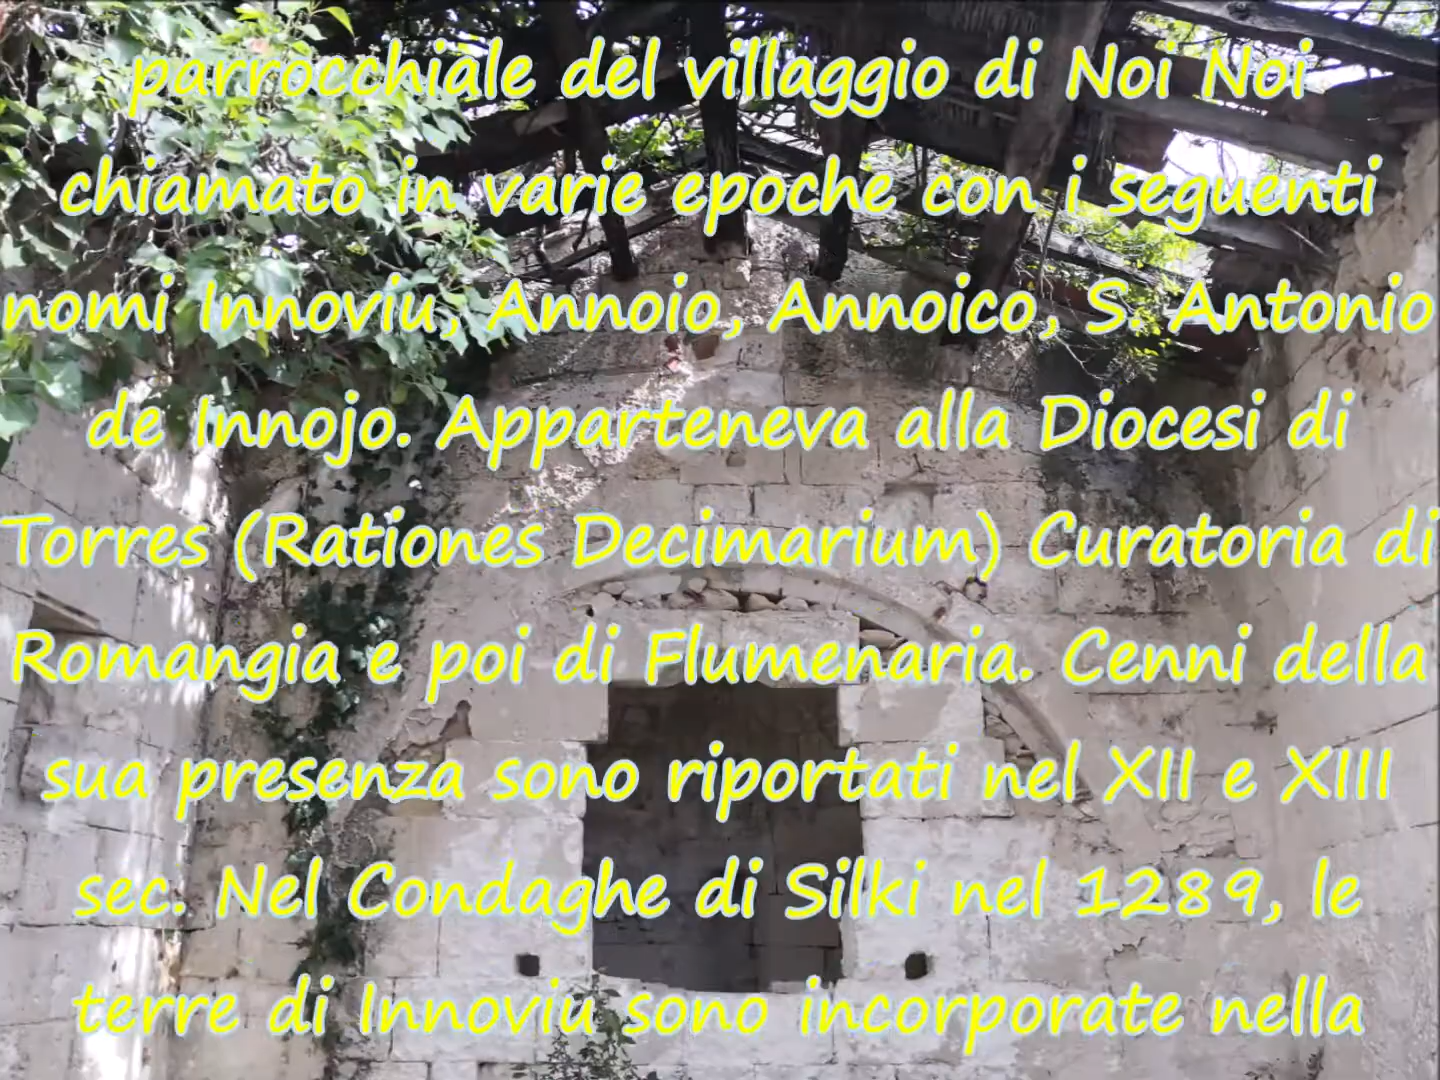 parrocchiale del villaggio di Noi Noi
chiamato in varie epoche con i seguenti
nomi Innoviu, Annoio, Annoico, S. Antonio
de Innojo. Apparteneva alla Diocesi di
Torres (Rationes Decimarium) Curatoria di
Romangia e poi di Flumenaria. Cenni della
sua presenza sono riportati nel XII e XIII
sec. Nel Condaghe di Silki nel 1289, le
terre di Innoviu sono incorporate nella